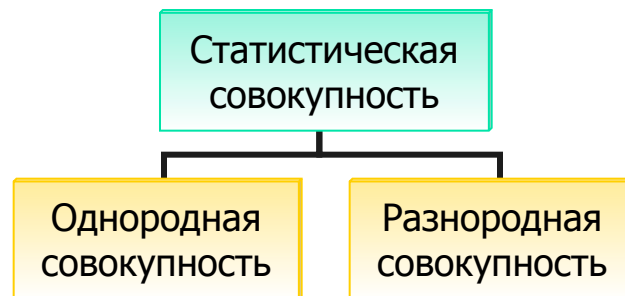 Статистическая
совокупность
Однородная
совокупность
Разнородная
совокупность